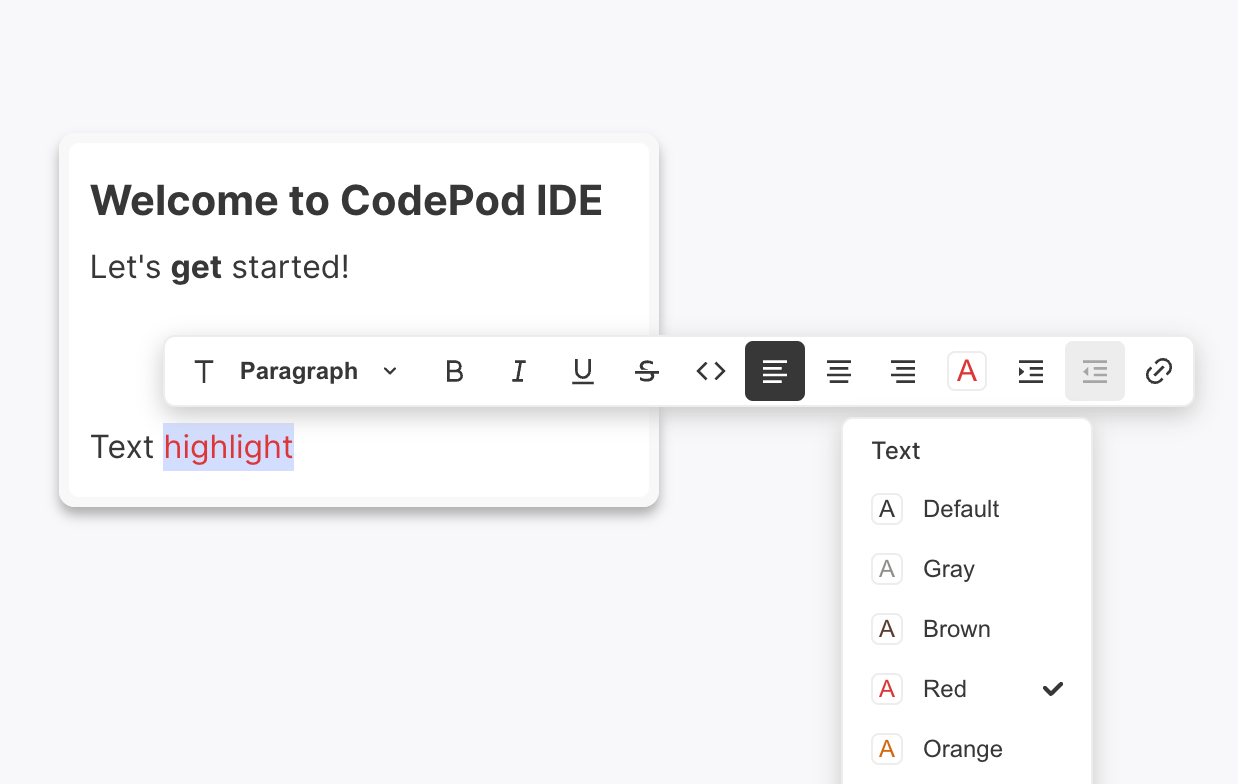 Welcome to CodePod IDE
Let's get started!
T Paragraph B I U S <> A
Text highlight
Text
A Default
A Gray
A Brown
A Red
A Orange